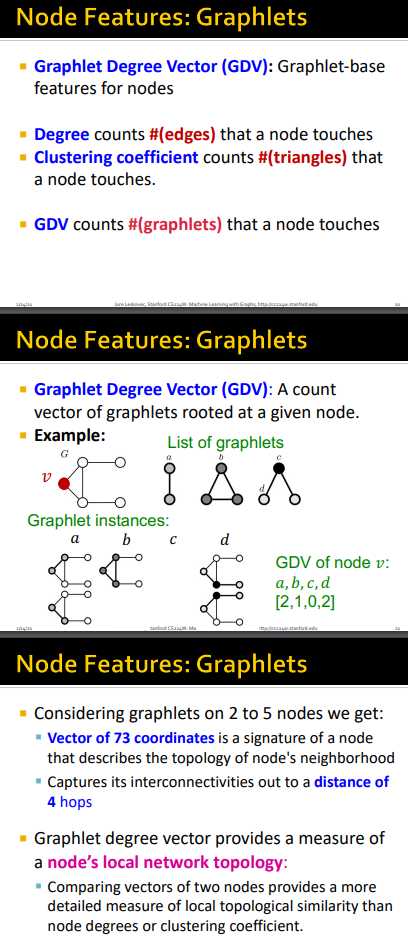 Node Features: Graphlets
Graphlet Degree Vector (GDV): Graphlet-base
features for nodes
Degree counts #(edges) that a node touches
Clustering coefficient counts #(triangles) that
a node touches.
GDV counts #(graphlets) that a node touches
2/14/21 Jure Leskovec, Stanford CS224W: Machine Learning with Graphs, http://cs224w.stanford.edu 20
Node Features: Graphlets
Graphlet Degree Vector (GDV): A count
vector of graphlets rooted at a given node.
Example:
List of graphlets
G
a b c
v
d
Graphlet instances:
a b c d
GDV of node v:
a, b, c, d
[2,1,0,2]
2/14/21 tanford CS224W: Ma http://cs224w.stanford.edu 21
Node Features: Graphlets
Considering graphlets on 2 to 5 nodes we get:
Vector of 73 coordinates is a signature of a node
that describes the topology of node's neighborhood
Captures its interconnectivities out to a distance of
4 hops
Graphlet degree vector provides a measure of
a node's local network topology:
Comparing vectors of two nodes provides a more
detailed measure of local topological similarity than
node degrees or clustering coefficient.